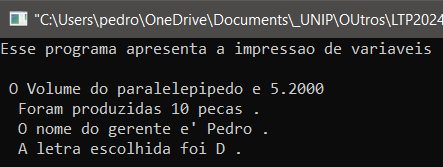 "C:\Users\pedro\OneDrive\Documents\_UNIP\OUtros\LTP2024
Esse programa apresenta a impressao de variaveis
O Volume do paralelepipedo e 5.2000
Foram produzidas 10 pecas .
O nome do gerente e' Pedro .
A letra escolhida foi D .